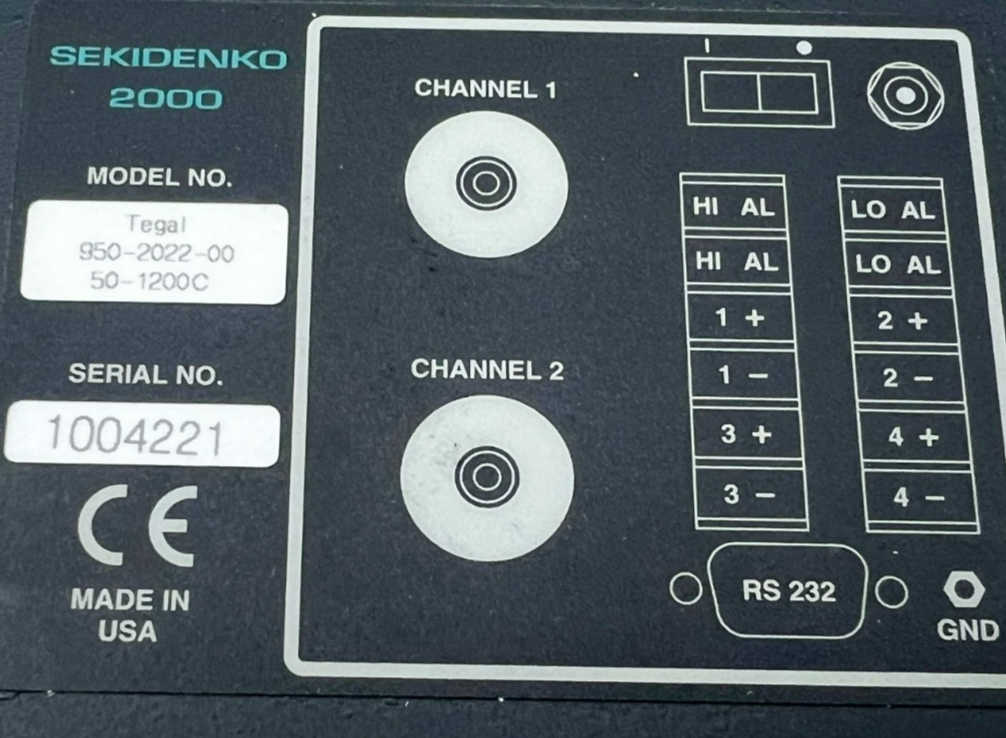 SEKIDENKO
2000
MODEL NO.
Tegal
950-2022-00
50-1200C
SERIAL NO.
1004221
CE
MADE IN
USA
CHANNEL 1
CHANNEL 2
I
HI AL LO AL
HI AL LO AL
1 + 2 +
1 - 2 -
3 + 4 +
3 - 4 -
RS 232
GND